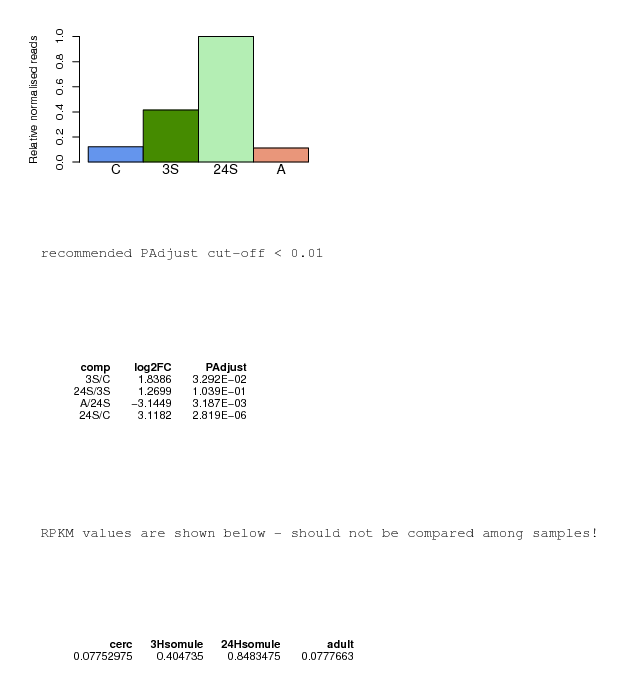 Relative normalised reads
1.0
0.8
0.6
0.4
0.2
0.0
C 3S 24S A
recommended PAdjust cut-off < 0.01
comp log2FC PAdjust
3S/C 1.8386 3.292E-02
24S/3S 1.2699 1.039E-01
A/24S -3.1449 3.187E-03
24S/C 3.1182 2.819E-06
RPKM values are shown below - should not be compared among samples!
cerc 3Hsomule 24Hsomule adult
0.07752975 0.404735 0.8483475 0.0777663